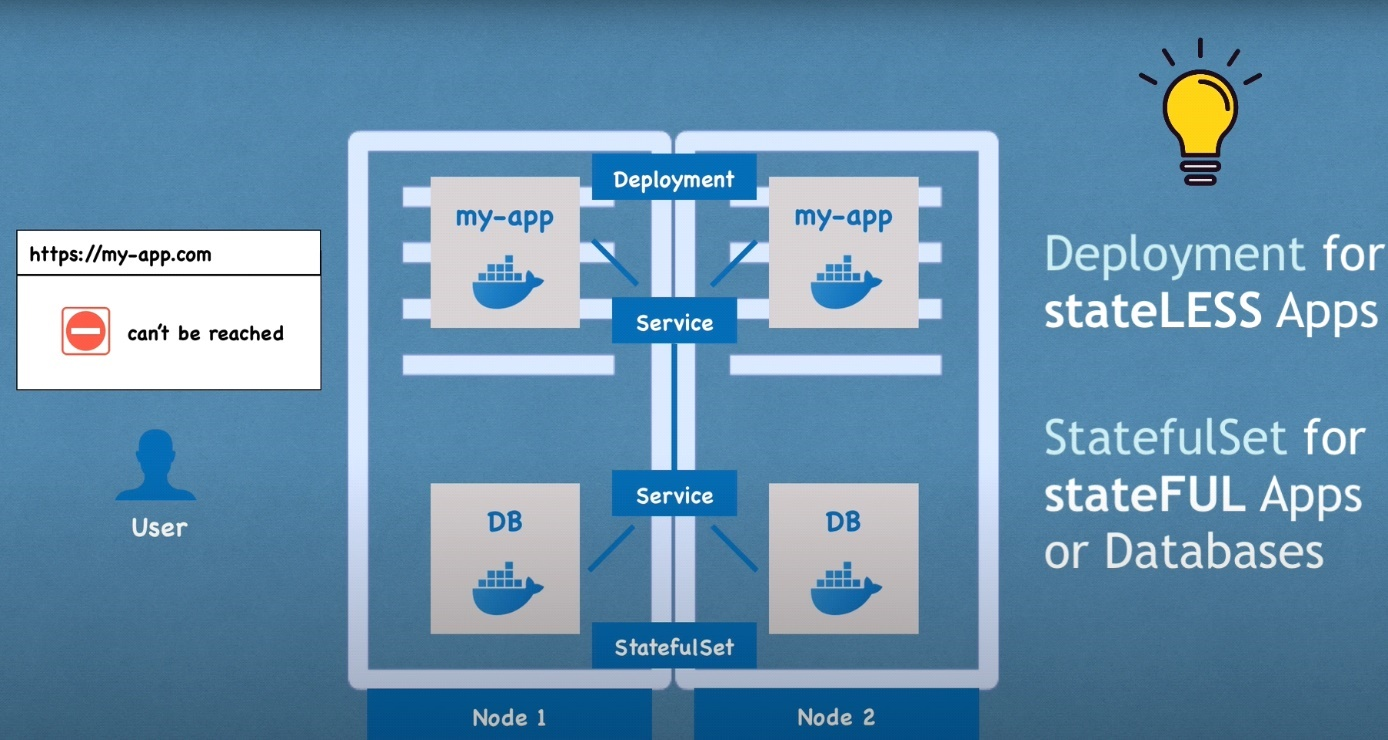 https://my-app.com
can't be reached
User
Deployment
my-app
my-app
Service
Service
DB
DB
StatefulSet
Node 1
Node 2
Deployment for
stateLESS Apps
StatefulSet for
stateFUL Apps
or Databases